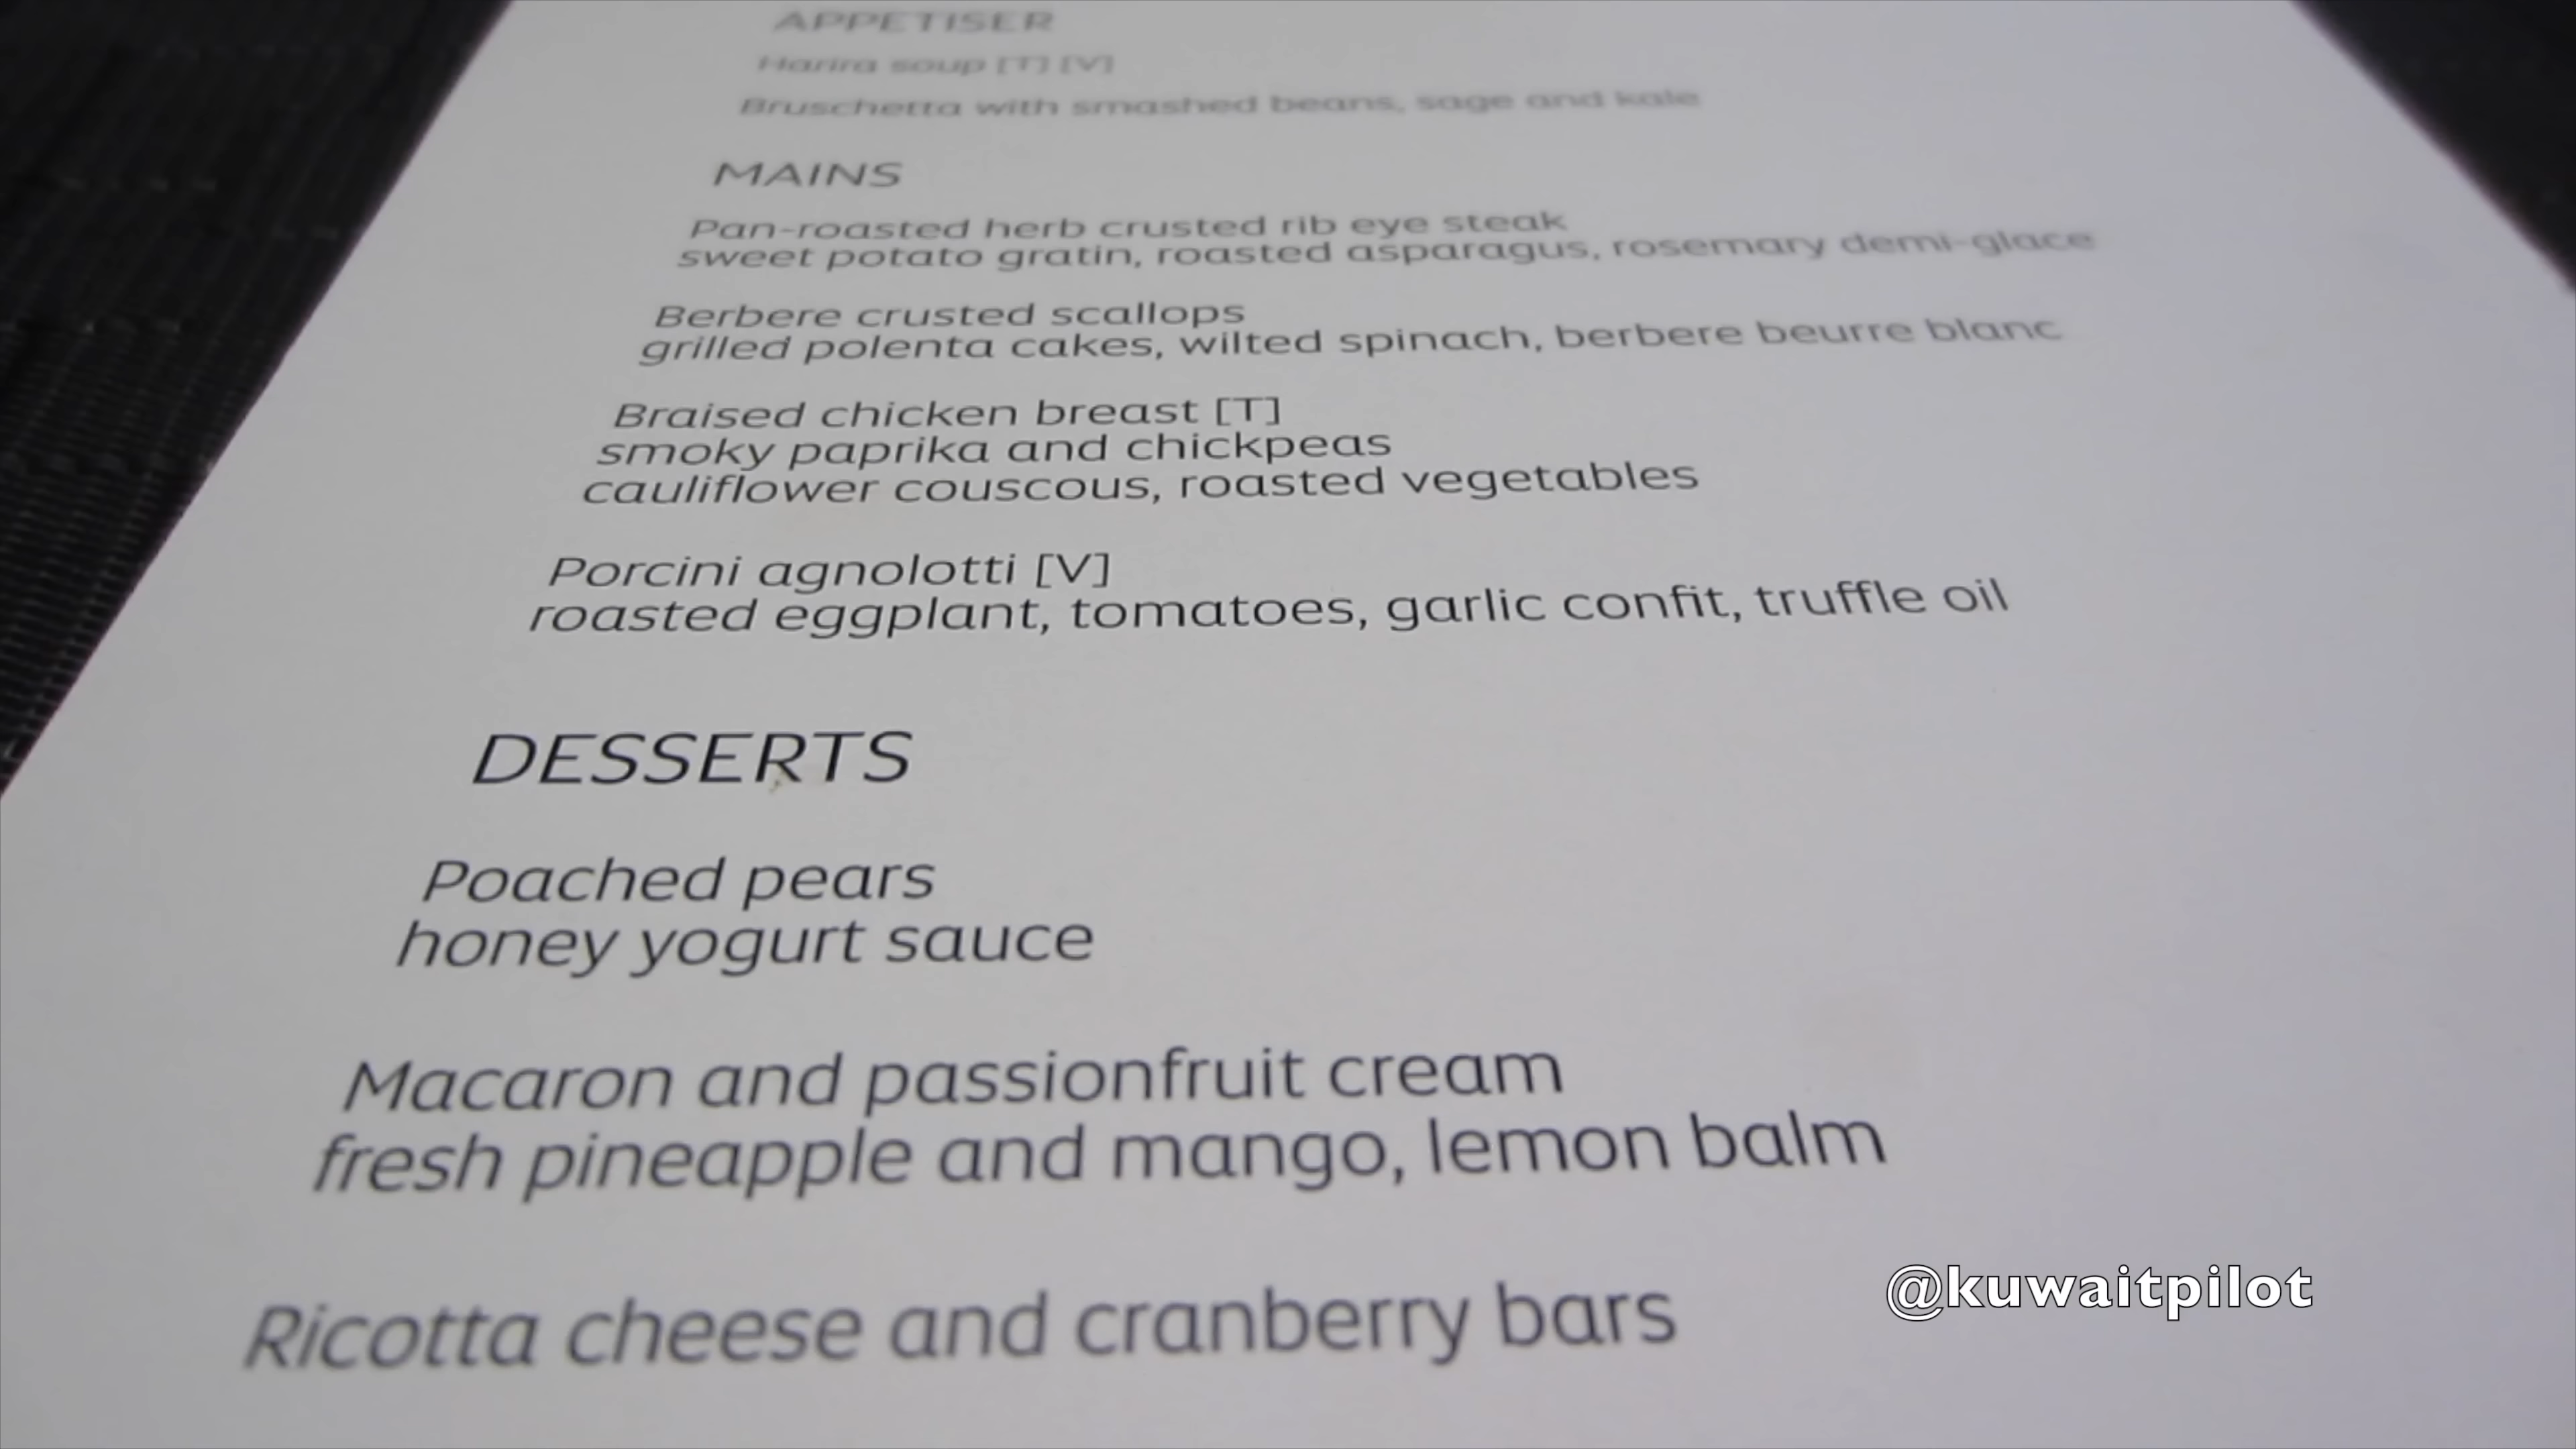 APPETISER
Harira soup [T] [V]
Bruschetta with smashed beans, sage and kale
MAINS
Pan-roasted herb crusted rib eye steak
sweet potato gratin, roasted asparagus, rosemary demi-glace
Berbere crusted scallops
grilled polenta cakes, wilted spinach, berbere beurre blanc
Braised chicken breast [T]
smoky paprika and chickpeas
cauliflower couscous, roasted vegetables
Porcini agnolotti [V]
roasted eggplant, tomatoes, garlic confit, truffle oil
DESSERTS
Poached pears
honey yogurt sauce
Macaron and passionfruit cream
fresh pineapple and mango, lemon balm
Ricotta cheese and cranberry bars
@kuwaitpilot